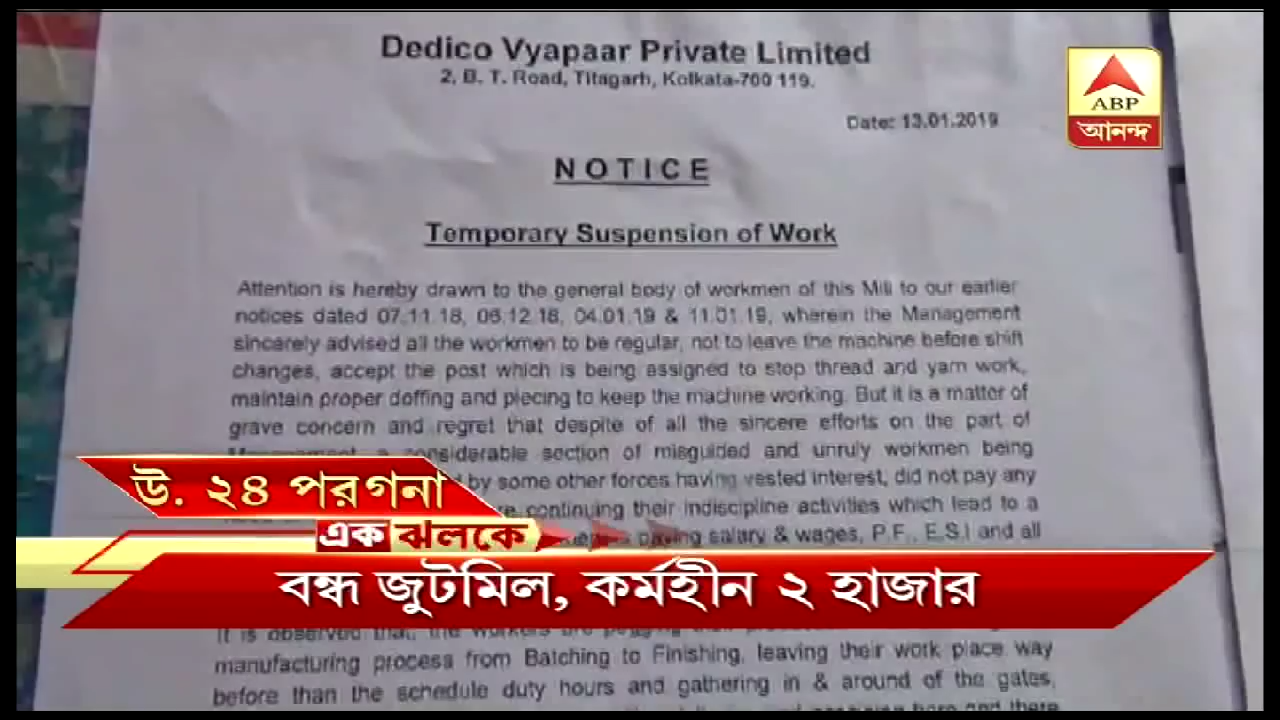 Dedico Vyapaar Private Limited
2, B. T. Road, Titagarh, Kolkata-700 119.
ABP
আনন্দ
Date: 13.01.2019
NOTICE
Temporary Suspension of Work
Attention is hereby drawn to the general body of workmen of this Mill to our earlier
notices dated 07.11.18, 06.12.18, 04.01.19 & 11.01.19, wherein the Management
sincerely advised all the workmen to be regular, not to leave the machine before shift
changes, accept the post which is being assigned to stop thread and yarn work,
maintain proper doffing and piecing to keep the machine working. But it is a matter of
grave concern and regret that despite of all the sincere efforts on the part of
considerable section of misguided and unruly workmen being
by some other forces having vested interest, did not pay any
continuing their indiscipline activities which lead to a
paying salary & wages, P.F., E.S.I and all
উ. ২৪ পরগনা
এক ঝলকে
বন্ধ জুটমিল, কর্মহীন ২ হাজার
It is observed that, the workers are
manufacturing process from Batching to Finishing, leaving their work place way
before than the schedule duty hours and gathering in & around of the gates,